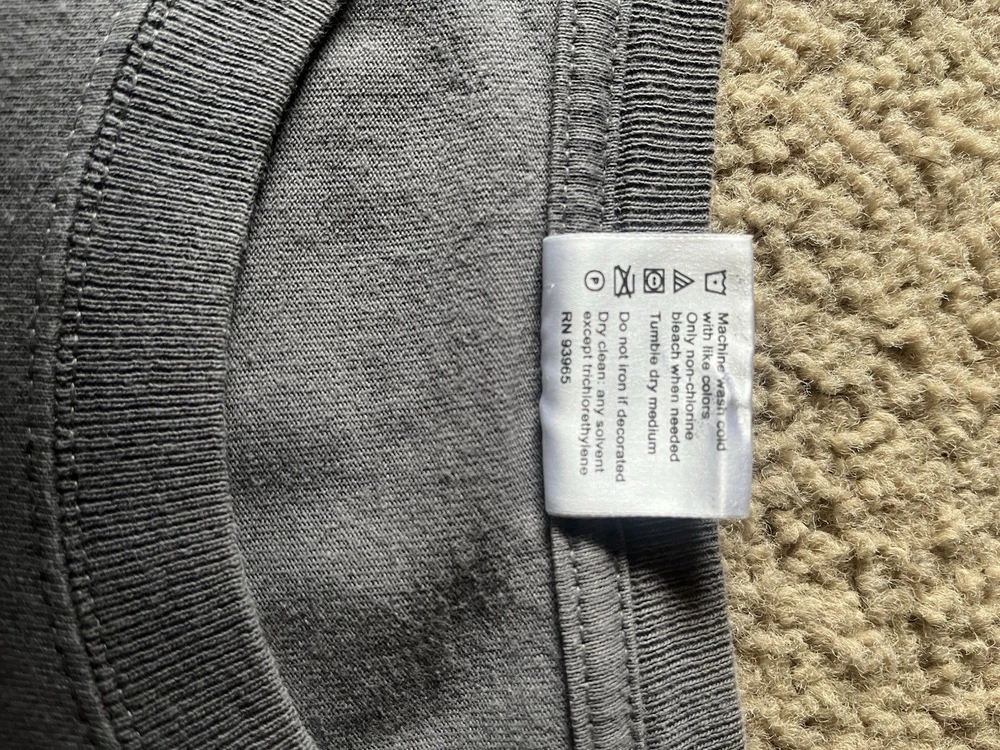 Machine wash cold
with like colors
Only non-chlorine
bleach when needed
Tumble dry medium
Do not iron if decorated
Dry clean: any solvent
except trichlorethylene
P
RN 93965